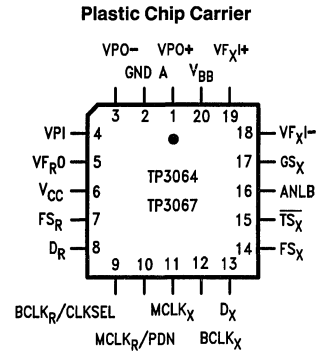 Plastic Chip Carrier
VPO- VPO+ VFXI+
GND A VBB
3 2 1 20 19
VPI 4 18 VFXI-
VFRO 5 17 GSX
TP3064
VCC 6 16 ANLB
TP3067
FSR 7 15 TSX
DR 8 14 FSX
9 10 11 12 13
BCLKR/CLKSEL MCLKX DX
MCLKR/PDN BCLKX